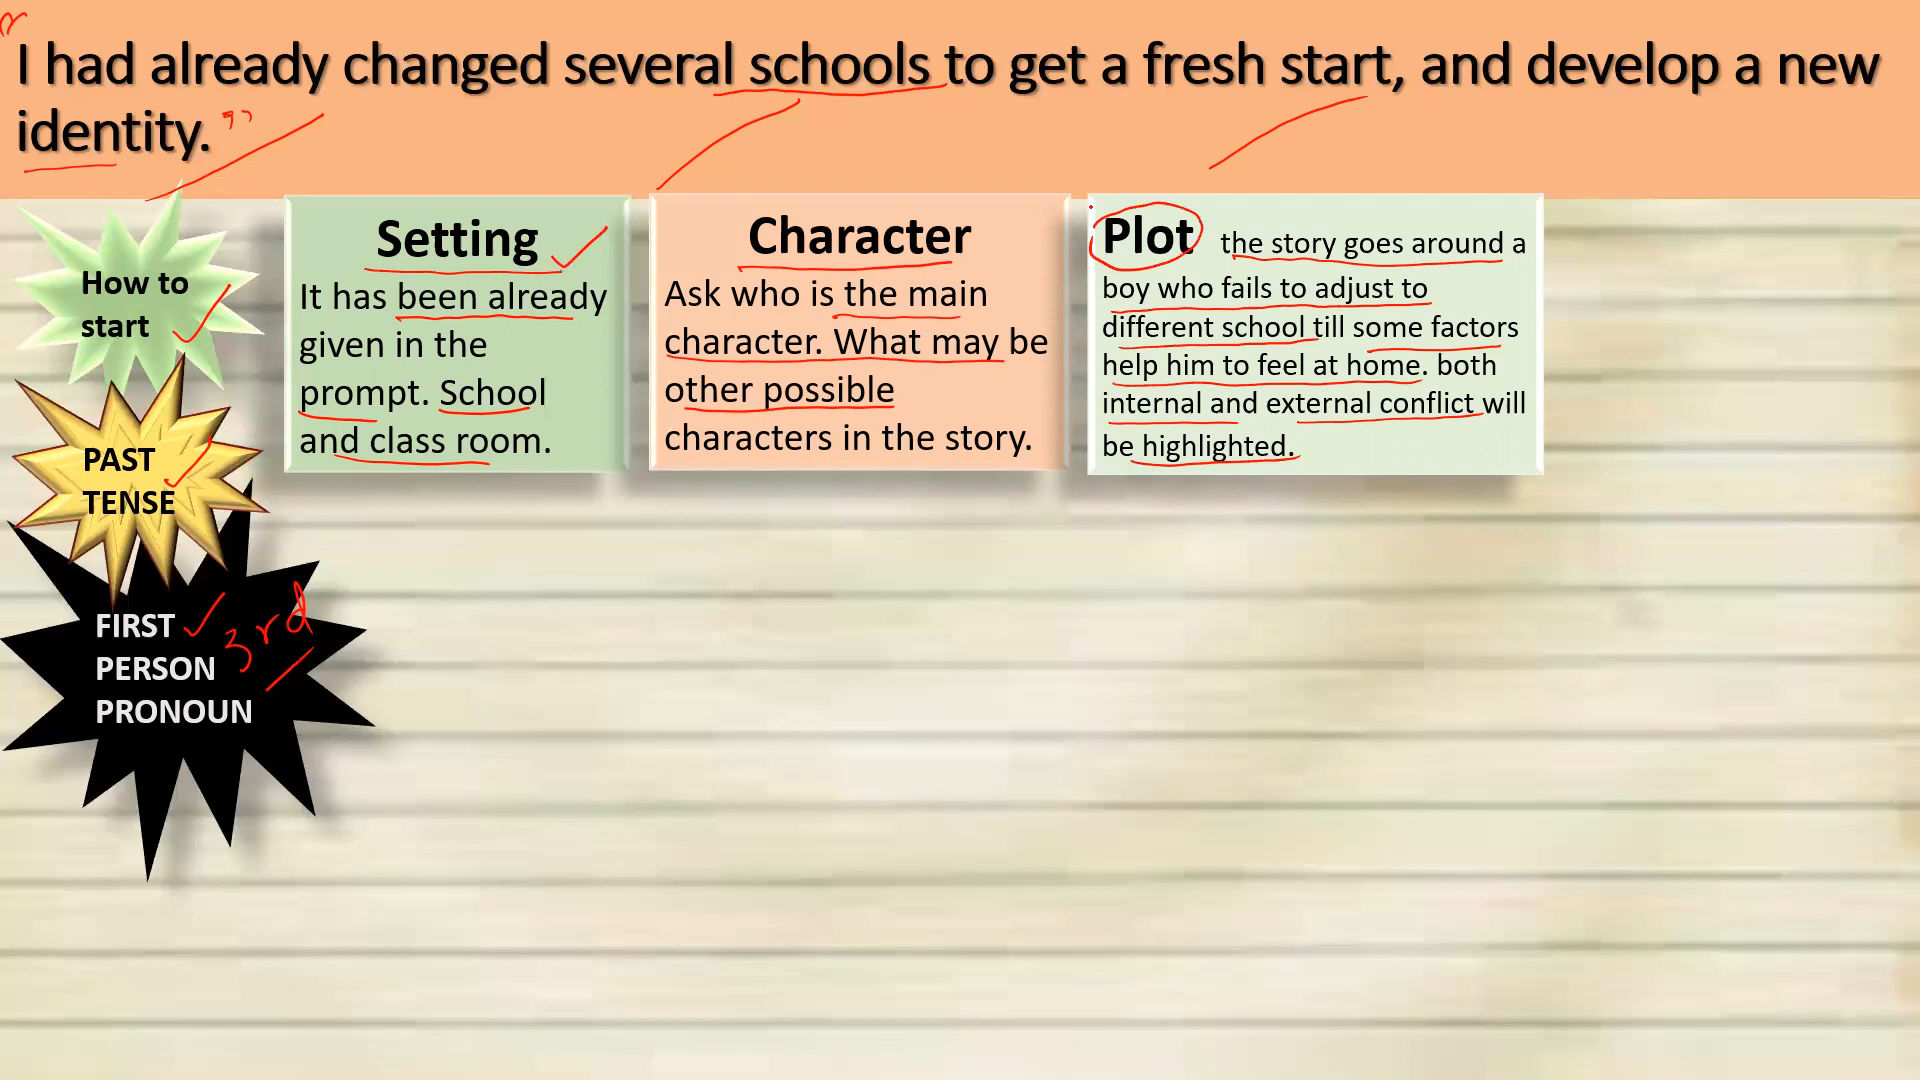 I had already changed several schools to get a fresh start, and develop a new
identity. ”
How to
start
PAST
TENSE
FIRST
PERSON
PRONOUN
3rd
Setting
It has been already
given in the
prompt. School
and class room.
Character
Ask who is the main
character. What may be
other possible
characters in the story.
Plot the story goes around a
boy who fails to adjust to
different school till some factors
help him to feel at home. both
internal and external conflict will
be highlighted.